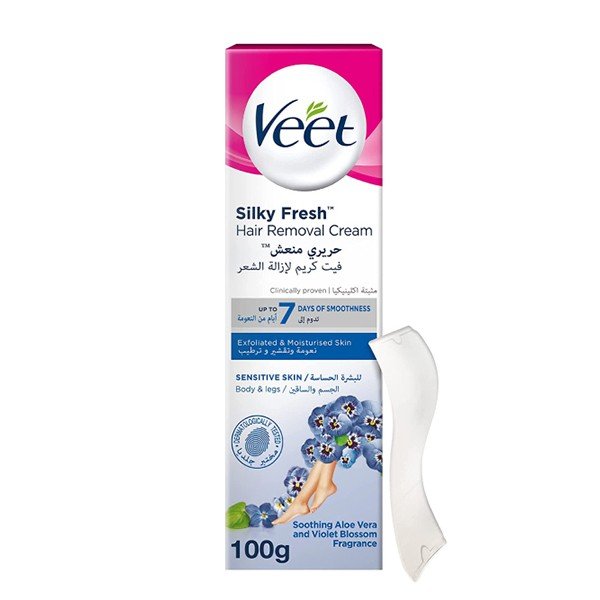 Veet
Silky Fresh™
Hair Removal Cream
حريري منعش™
فيت كريم لإزالة الشعر
Clinically proven | مثبتة اكلينيكيا
UP TO 7 DAYS OF SMOOTHNESS
تدوم إلى 7 أيام من النعومة
Exfoliated & Moisturised Skin
نعومة وتقشير و ترطيب
SENSITIVE SKIN / للبشرة الحساسة
Body & legs / الجسم والساقين
DERMATOLOGICALLY TESTED
مختبر جلديا
Soothing Aloe Vera
and Violet Blossom
Fragrance
100g